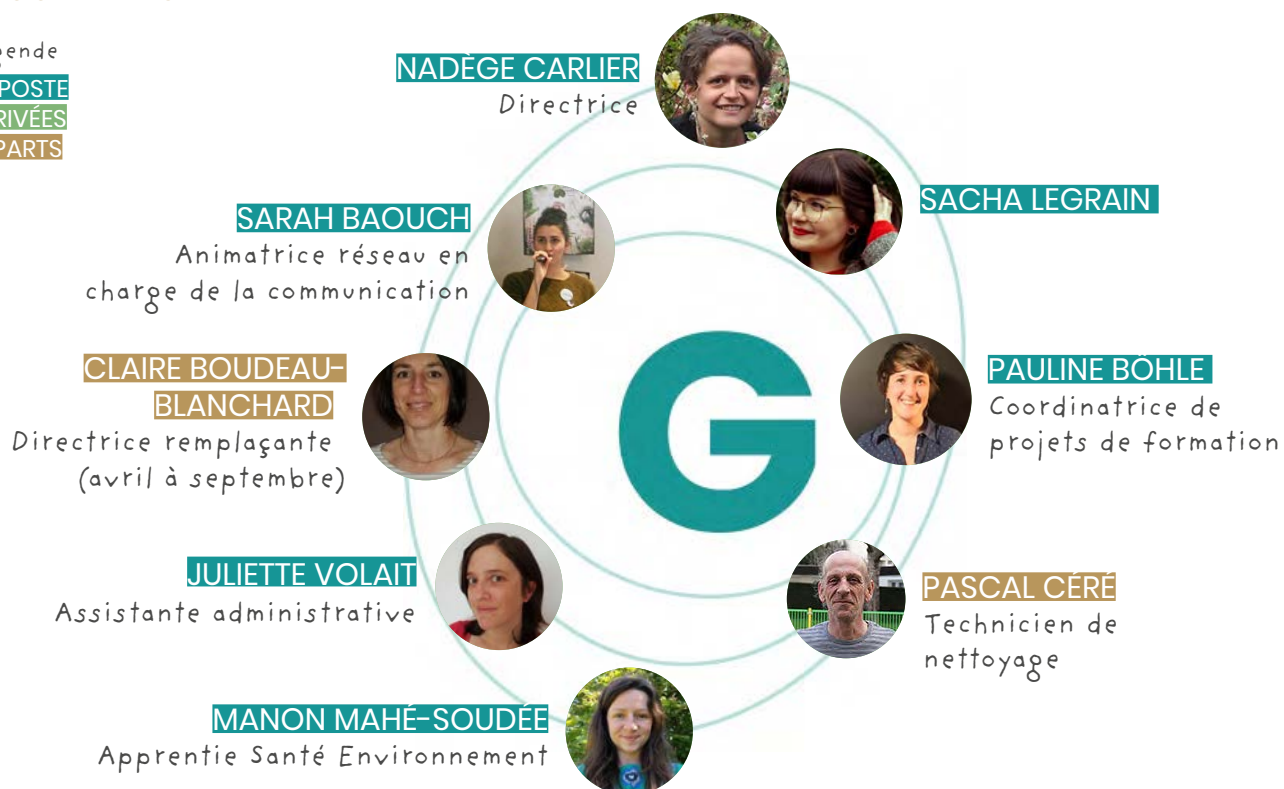 gende
POSTE
RIVÉES
PARTS
NADÈGE CARLIER
Directrice
SACHA LEGRAIN
SARAH BAOUCH
Animatrice réseau en
charge de la communication
CLAIRE BOUDEAU-
BLANCHARD
Directrice remplaçante
(avril à septembre)
PAULINE BÖHLE
Coordinatrice de
projets de formation
G
JULIETTE VOLAIT
Assistante administrative
PASCAL CÉRÉ
Technicien de
nettoyage
MANON MAHÉ-SOUDÉE
Apprentie Santé Environnement